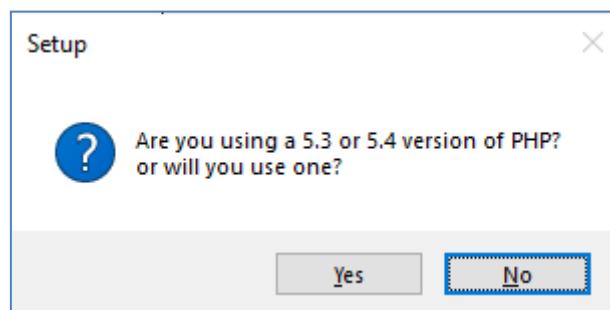 Setup
Are you using a 5.3 or 5.4 version of PHP?
or will you use one?
Yes
No